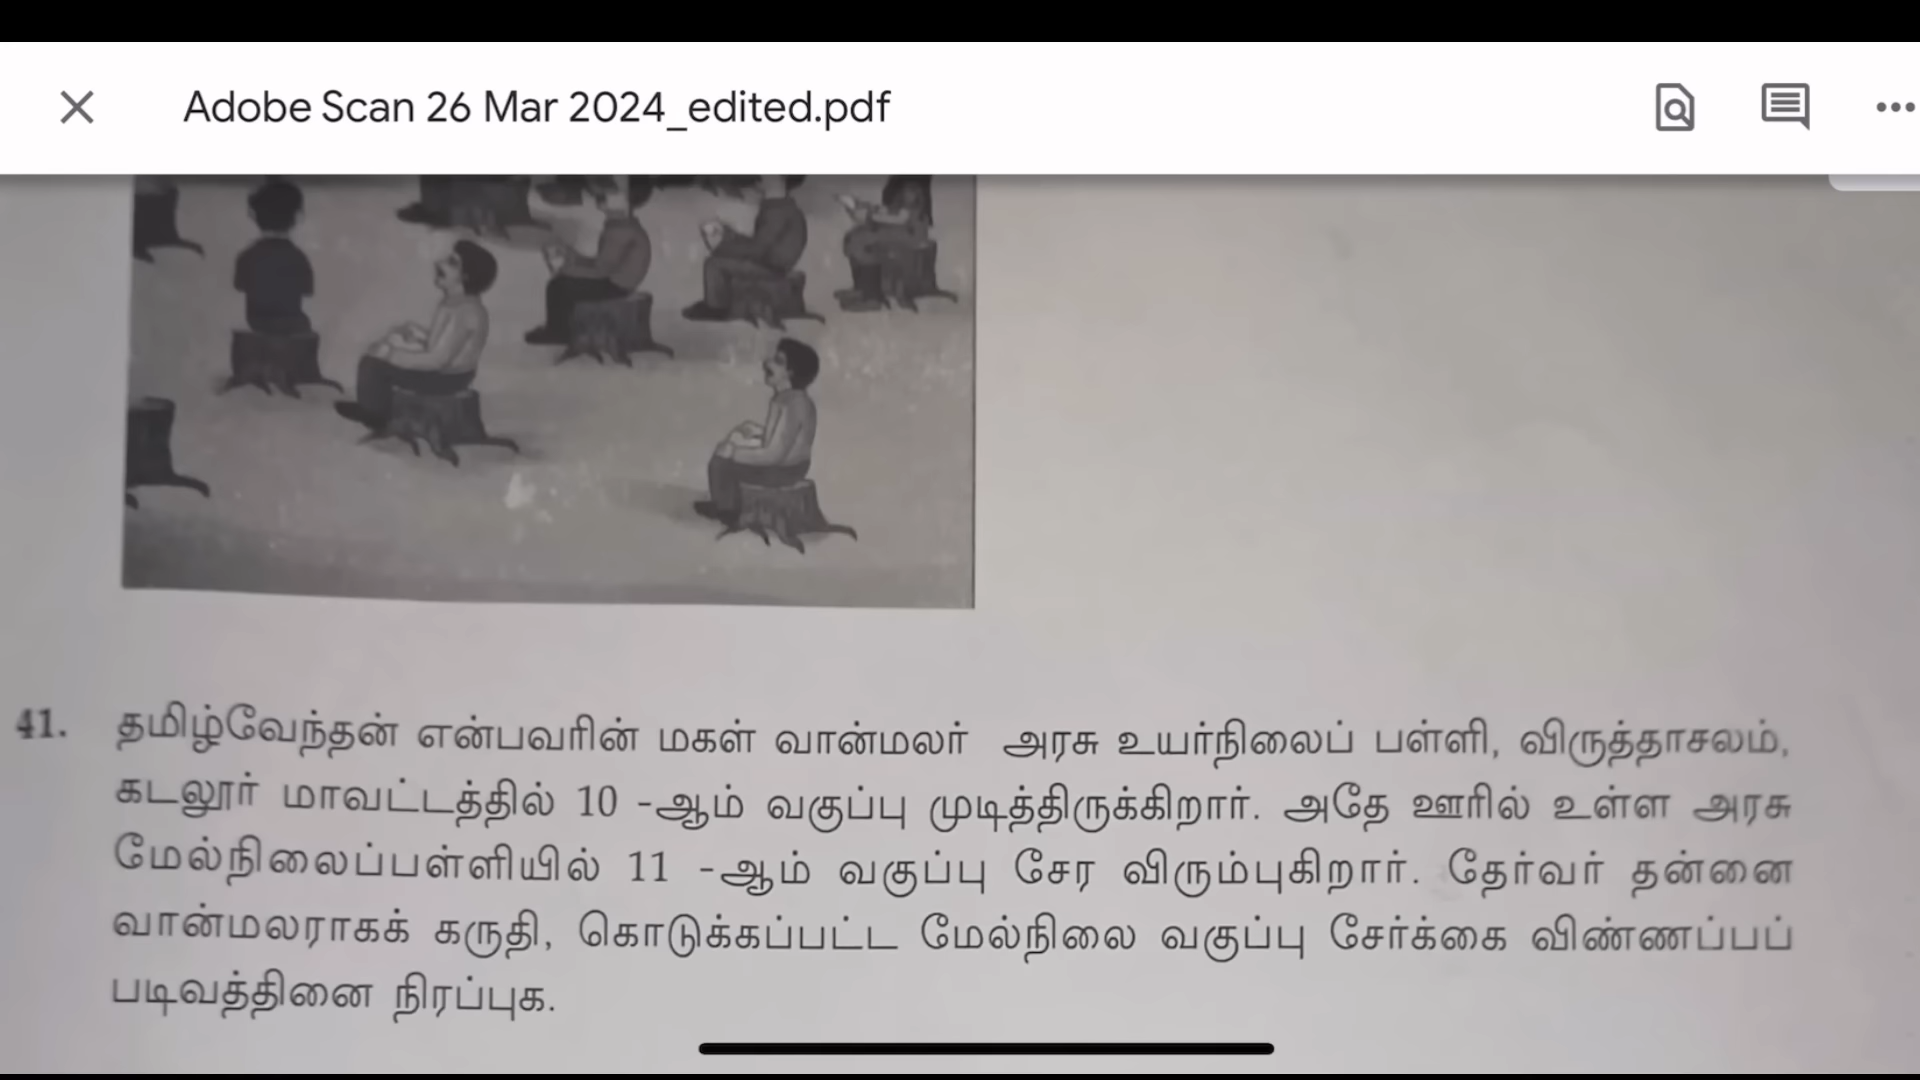 Adobe Scan 26 Mar 2024_edited.pdf
41. தமிழ்வேந்தன் என்பவரின் மகள் வான்மலர் அரசு உயர்நிலைப் பள்ளி, விருத்தாசலம்,
கடலூர் மாவட்டத்தில் 10 -ஆம் வகுப்பு முடித்திருக்கிறார். அதே ஊரில் உள்ள அரசு
மேல்நிலைப்பள்ளியில் 11 -ஆம் வகுப்பு சேர விரும்புகிறார். தேர்வர் தன்னை
வான்மலராகக் கருதி, கொடுக்கப்பட்ட மேல்நிலை வகுப்பு சேர்க்கை விண்ணப்பப்
படிவத்தினை நிரப்புக.